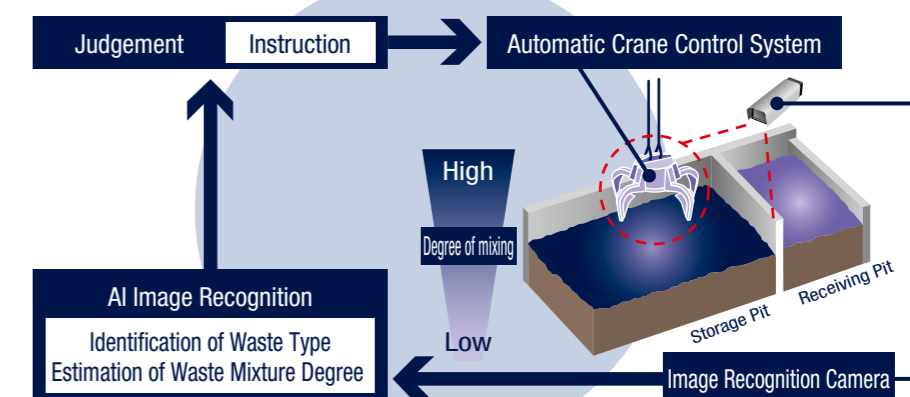 Judgement
Instruction
Automatic Crane Control System
High
Degree of mixing
Low
Storage Pit
Receiving Pit
AI Image Recognition
Identification of Waste Type
Estimation of Waste Mixture Degree
Image Recognition Camera